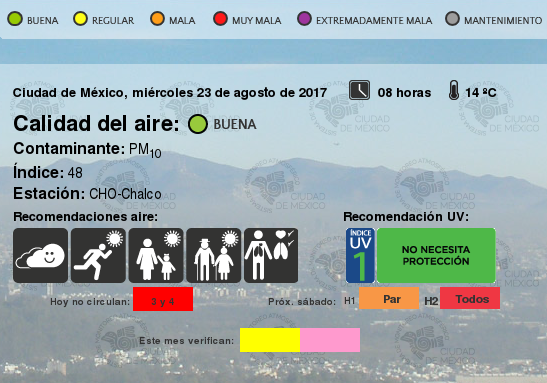 BUENA REGULAR MALA MUY MALA EXTREMADAMENTE MALA MANTENIMIENTO
Ciudad de México, miércoles 23 de agosto de 2017 08 horas 14 ºC
Calidad del aire: BUENA
Contaminante: PM10
Índice: 48
Estación: CHO-Chalco
Recomendaciones aire: Recomendación UV:
ÍNDICE UV 1 NO NECESITA PROTECCIÓN
Hoy no circulan: 3 y 4 Próx. sábado: H1 Par H2 Todos
Este mes verifican:
CIUDAD DE MÉXICO